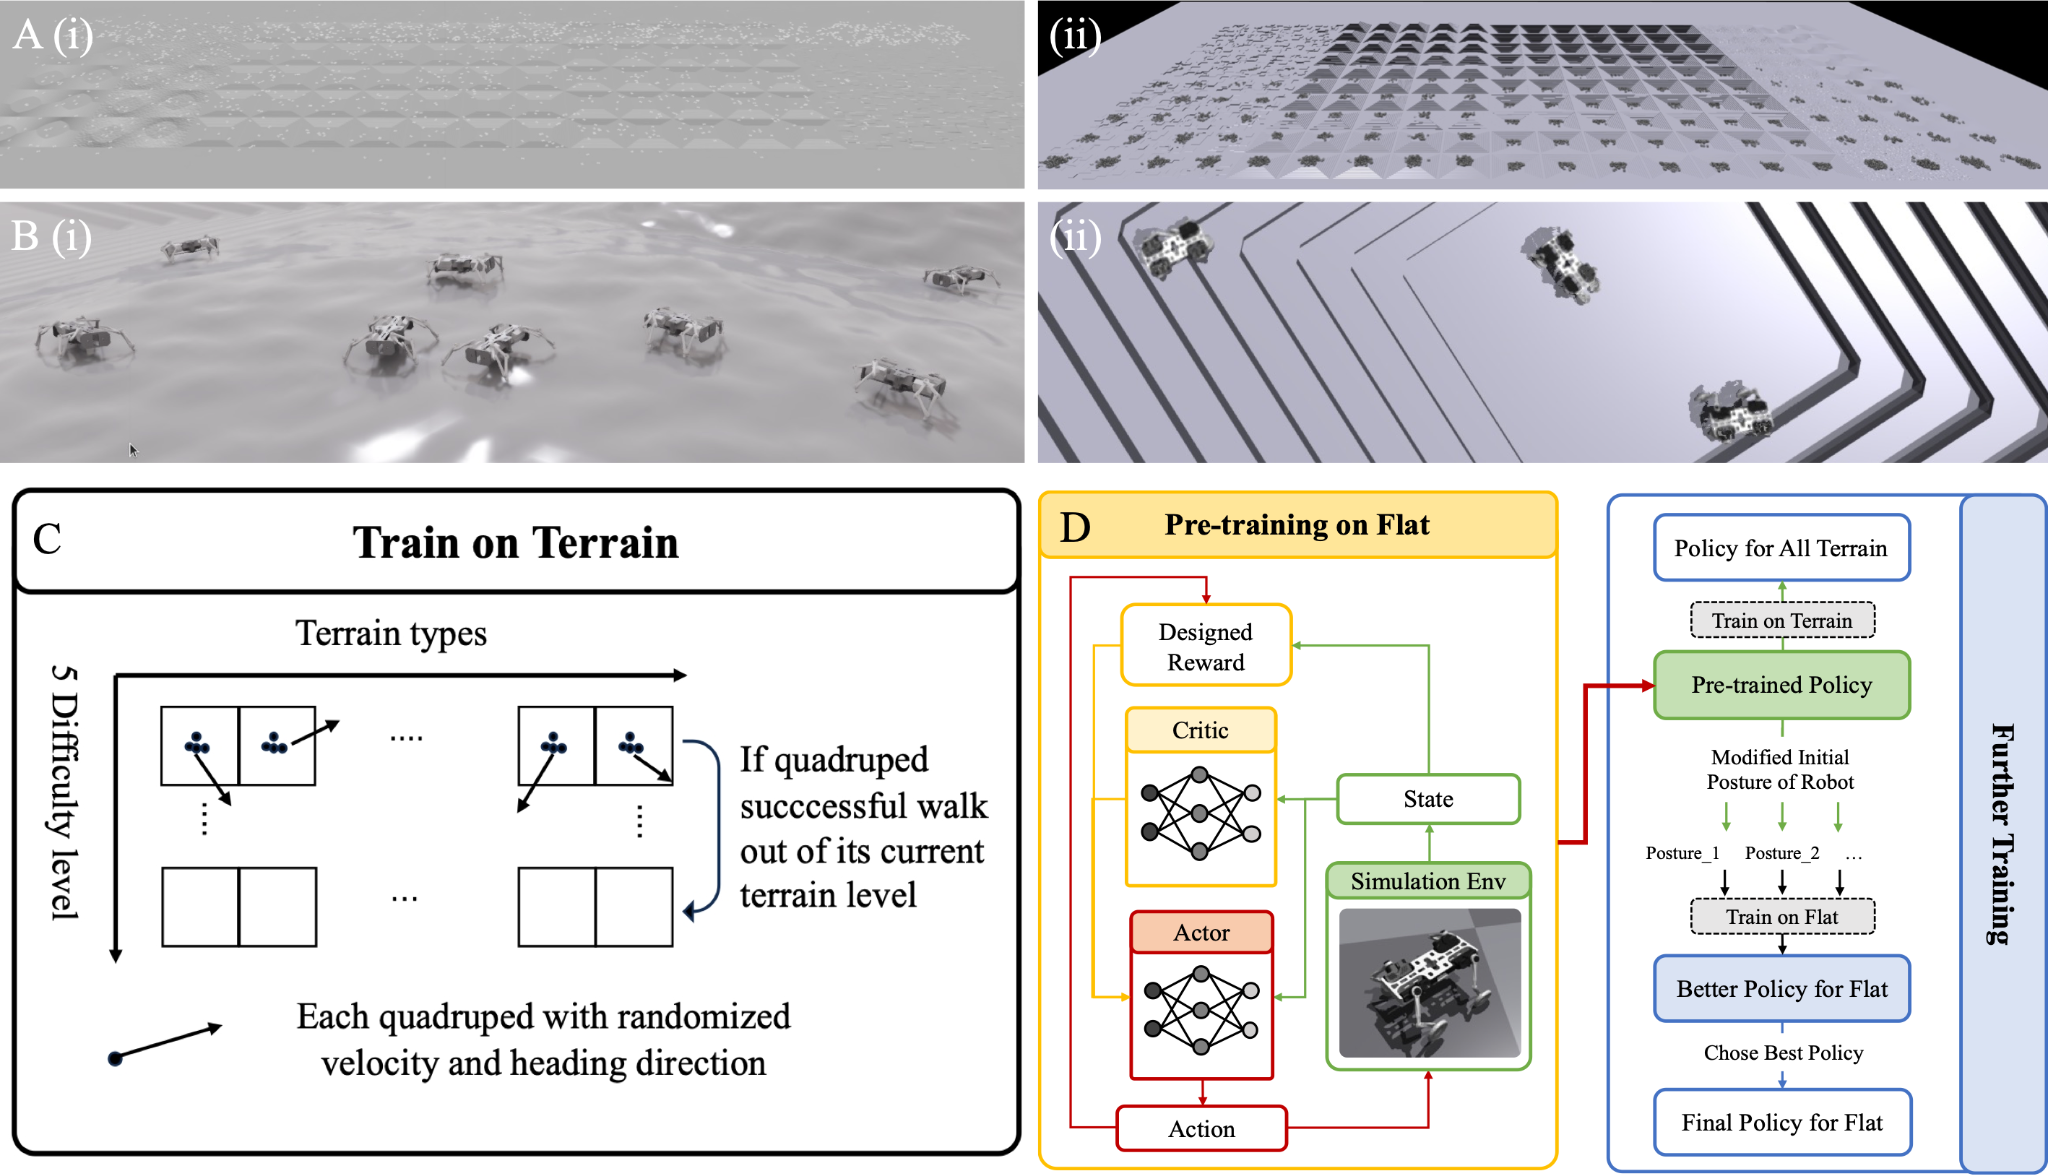 A (i)
(ii)
B (i)
(ii)
C
Train on Terrain
Terrain types
5 Difficulty level
....
...
If quadruped
succcessful walk
out of its current
terrain level
Each quadruped with randomized
velocity and heading direction
D
Pre-training on Flat
Designed
Reward
Critic
State
Simulation Env
Actor
Action
Policy for All Terrain
Train on Terrain
Pre-trained Policy
Modified Initial
Posture of Robot
Posture_1 Posture_2 ...
Train on Flat
Better Policy for Flat
Chose Best Policy
Final Policy for Flat
Further Training